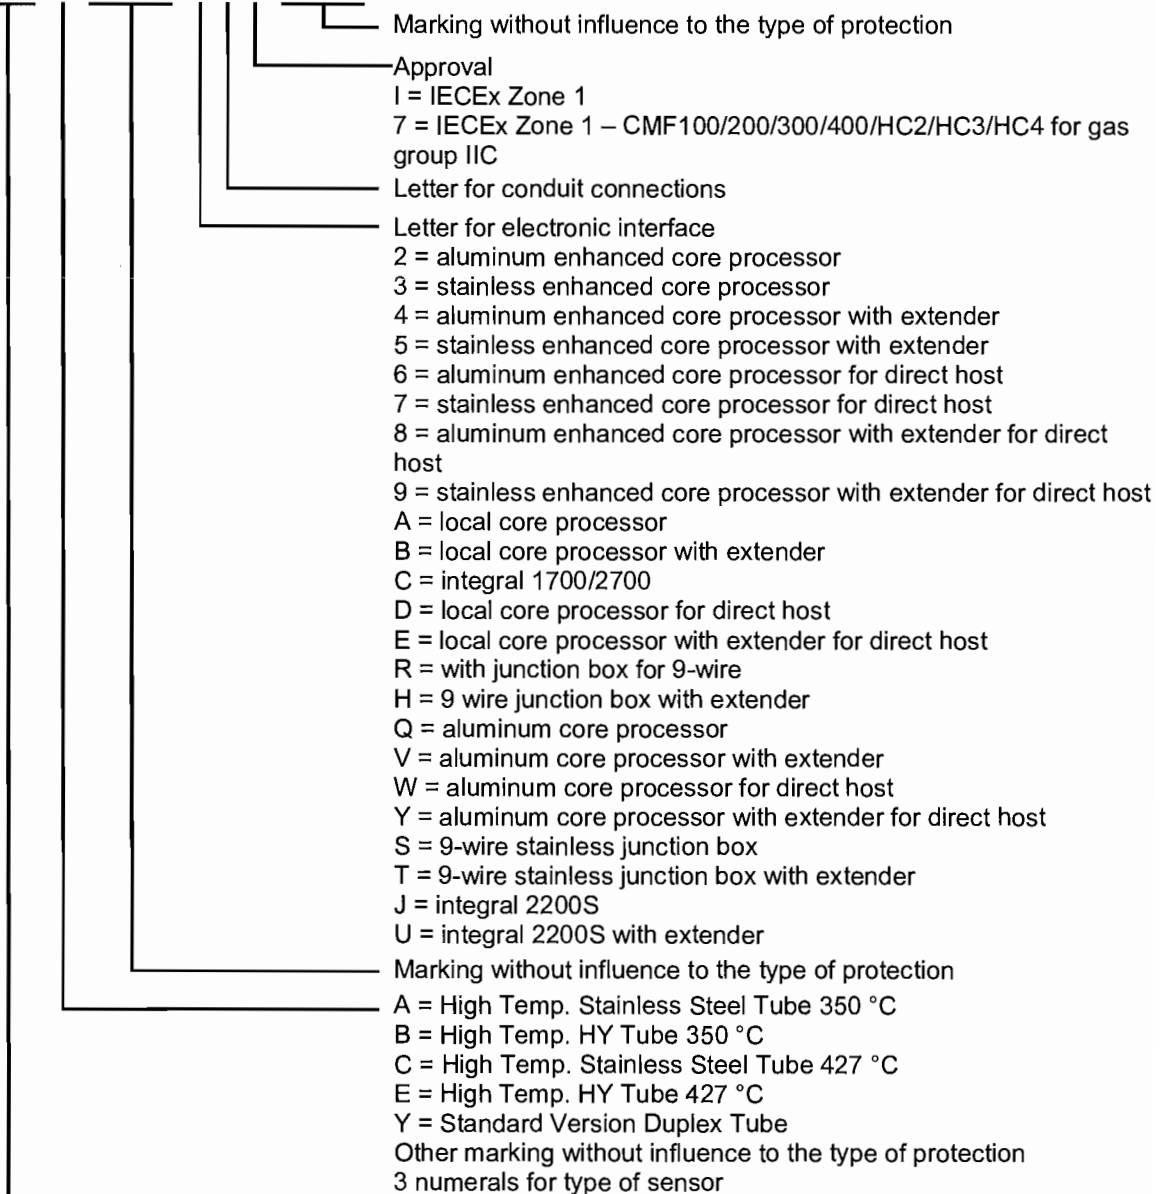 Marking without influence to the type of protection
Approval
I = IECEx Zone 1
7 = IECEx Zone 1 – CMF100/200/300/400/HC2/HC3/HC4 for gas
group IIC
Letter for conduit connections
Letter for electronic interface
2 = aluminum enhanced core processor
3 = stainless enhanced core processor
4 = aluminum enhanced core processor with extender
5 = stainless enhanced core processor with extender
6 = aluminum enhanced core processor for direct host
7 = stainless enhanced core processor for direct host
8 = aluminum enhanced core processor with extender for direct
host
9 = stainless enhanced core processor with extender for direct host
A = local core processor
B = local core processor with extender
C = integral 1700/2700
D = local core processor for direct host
E = local core processor with extender for direct host
R = with junction box for 9-wire
H = 9 wire junction box with extender
Q = aluminum core processor
V = aluminum core processor with extender
W = aluminum core processor for direct host
Y = aluminum core processor with extender for direct host
S = 9-wire stainless junction box
T = 9-wire stainless junction box with extender
J = integral 2200S
U = integral 2200S with extender
Marking without influence to the type of protection
A = High Temp. Stainless Steel Tube 350 °C
B = High Temp. HY Tube 350 °C
C = High Temp. Stainless Steel Tube 427 °C
E = High Temp. HY Tube 427 °C
Y = Standard Version Duplex Tube
Other marking without influence to the type of protection
3 numerals for type of sensor